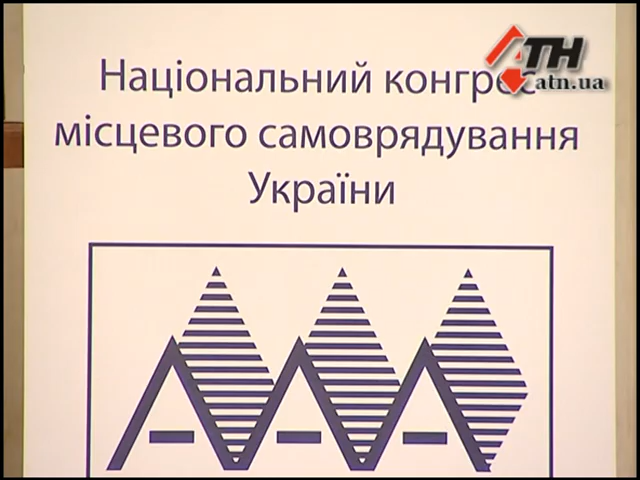 АТН
atn.ua
Національний конгрес
місцевого самоврядування
України